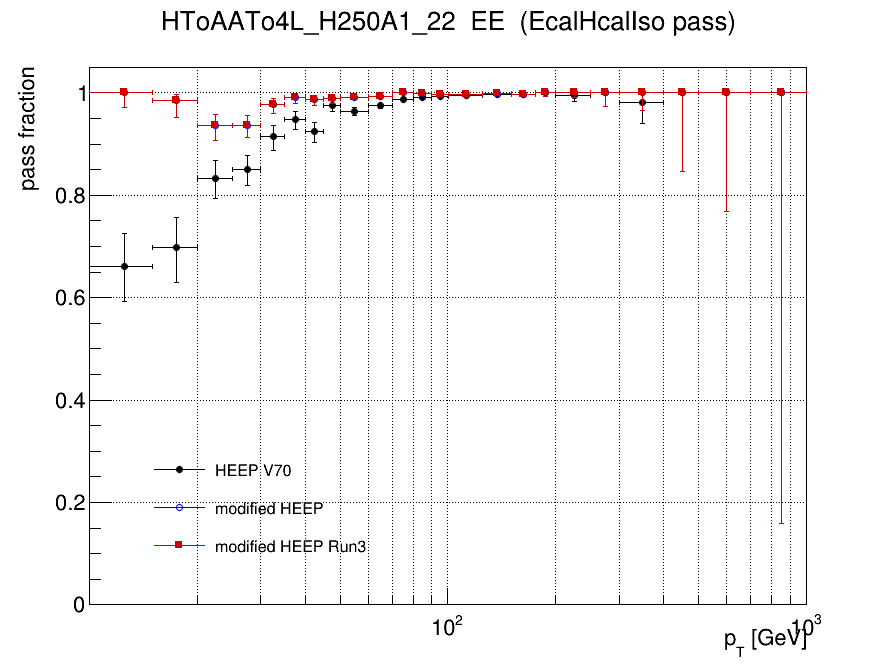 HToAATo4L_H250A1_22 EE (EcalHcalIso pass)
pass fraction
1
0.8
0.6
0.4
0.2
0
HEEP V70
modified HEEP
modified HEEP Run3
10²
10³
p_T [GeV]